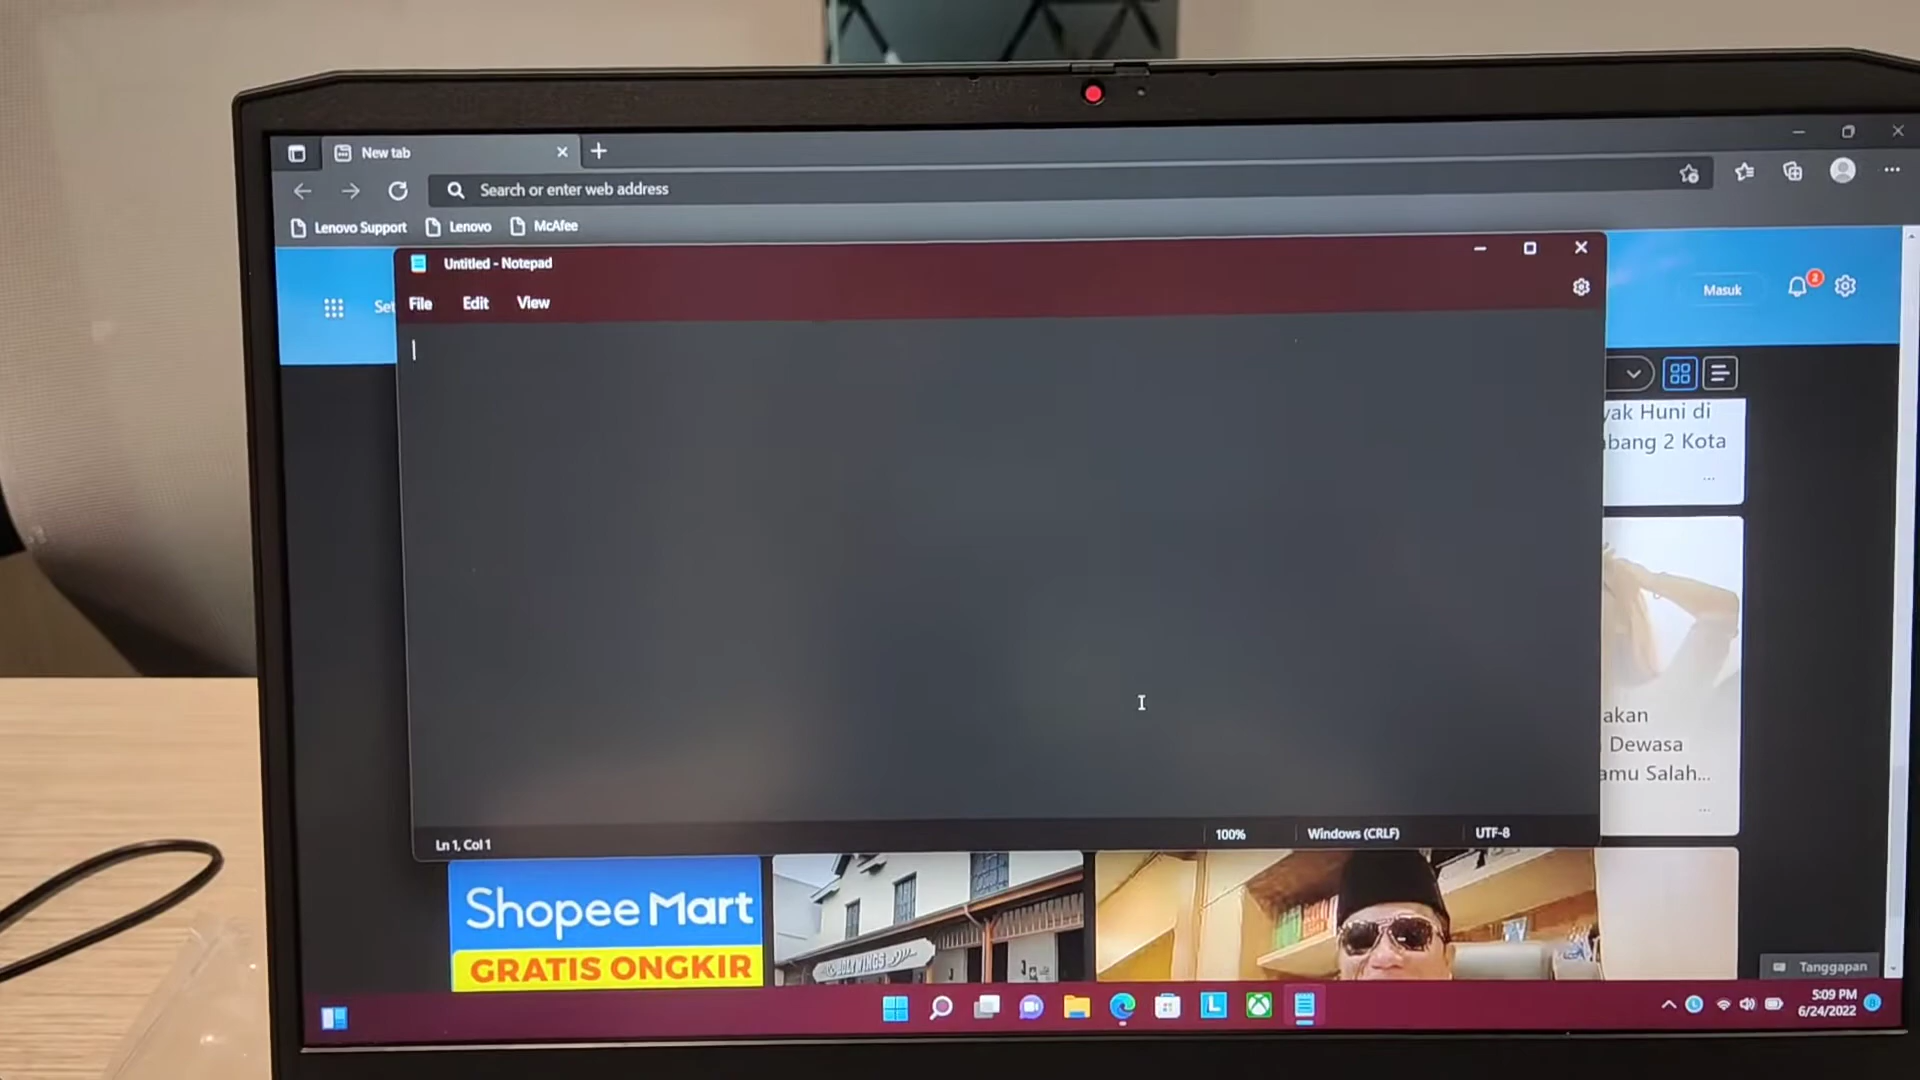 New tab
Search or enter web address
Lenovo Support Lenovo McAfee
Untitled - Notepad
File Edit View
Masuk
2
Huni di
2 Kota
...
akan
Dewasa
amu Salah...
...
Ln 1, Col 1 100% Windows (CRLF) UTF-8
Shopee Mart
GRATIS ONGKIR
Tanggapan
5:09 PM
6/24/2022